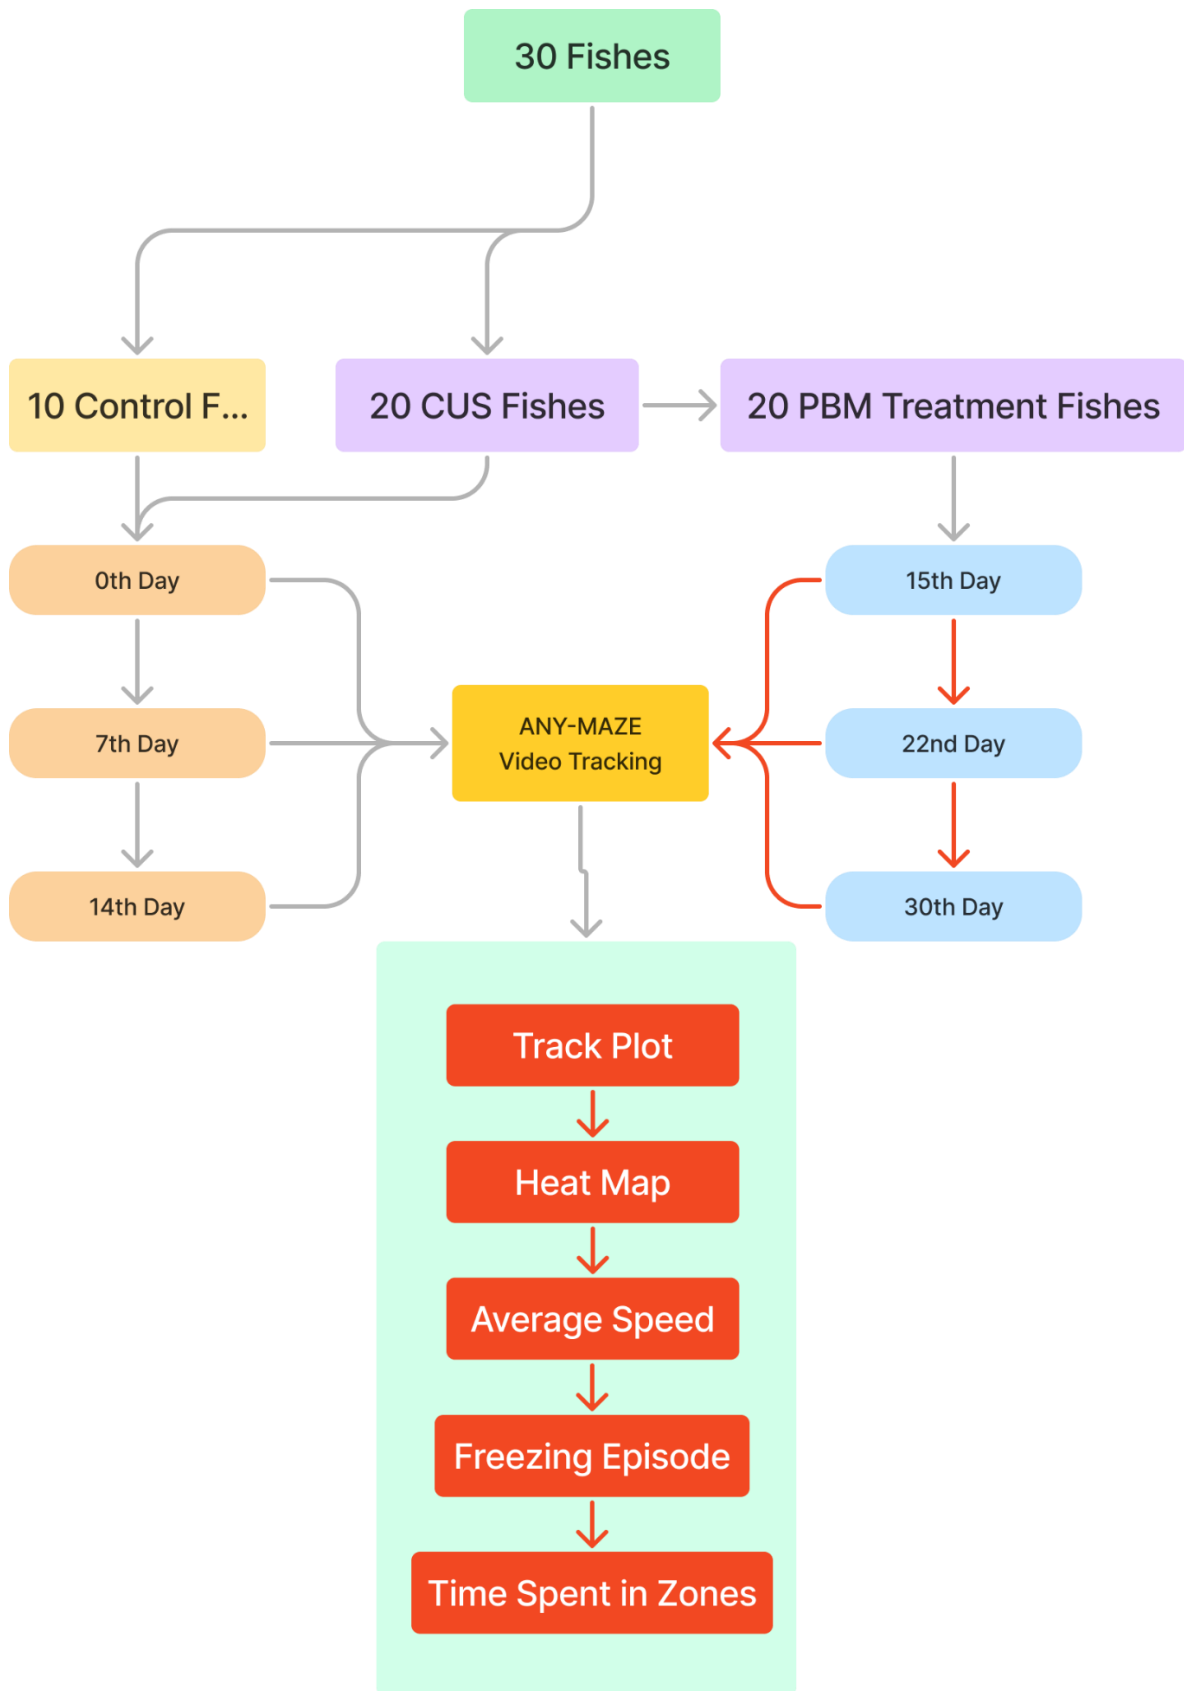 30 Fishes
10 Control F...
20 CUS Fishes
20 PBM Treatment Fishes
0th Day
15th Day
7th Day
ANY-MAZE
Video Tracking
22nd Day
14th Day
30th Day
Track Plot
Heat Map
Average Speed
Freezing Episode
Time Spent in Zones